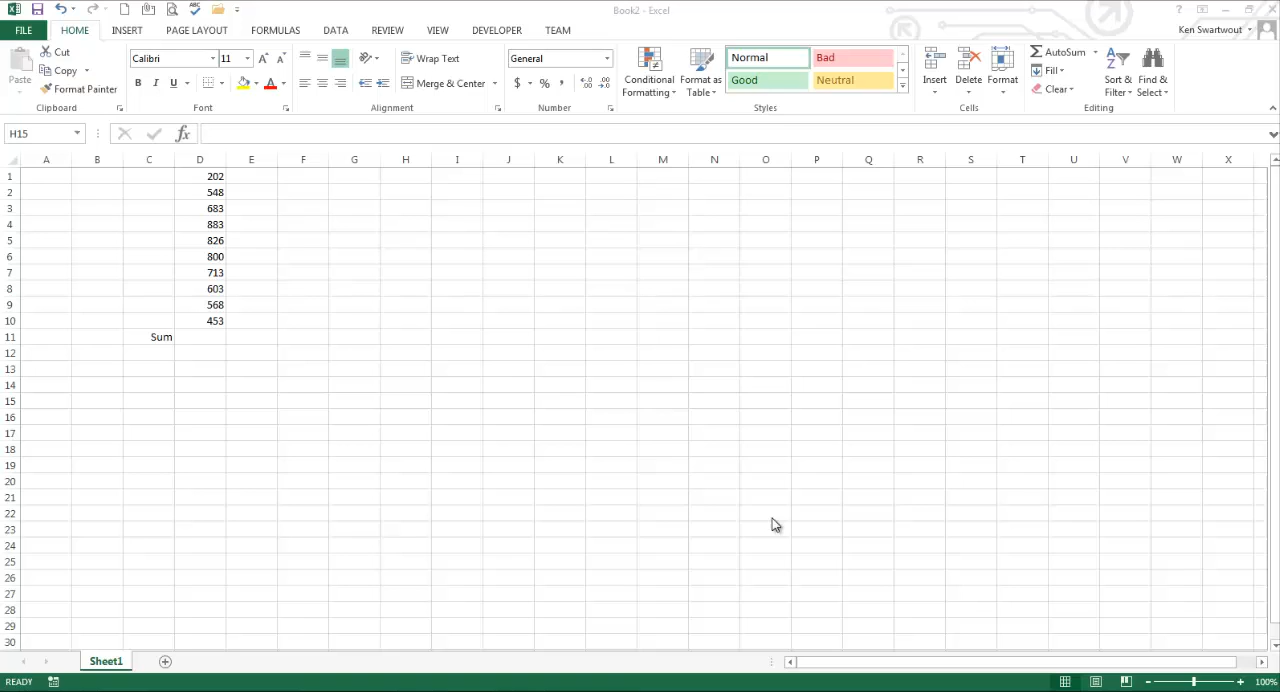 Book2 - Excel
FILE HOME INSERT PAGE LAYOUT FORMULAS DATA REVIEW VIEW DEVELOPER TEAM Ken Swartwout
Paste
Cut
Copy
Format Painter
Clipboard
Calibri 11
B I U
Font
Wrap Text
Merge & Center
Alignment
General
$ % ,
Number
Conditional Formatting
Format as Table
Normal Bad
Good Neutral
Styles
Insert Delete Format
Cells
AutoSum
Fill
Clear
Sort & Filter
Find & Select
Editing
H15 fx
A B C D E F G H I J K L M N O P Q R S T U V W X
1 202
2 548
3 683
4 883
5 826
6 800
7 713
8 603
9 568
10 453
11 Sum
12
13
14
15
16
17
18
19
20
21
22
23
24
25
26
27
28
29
30
Sheet1
READY 100%